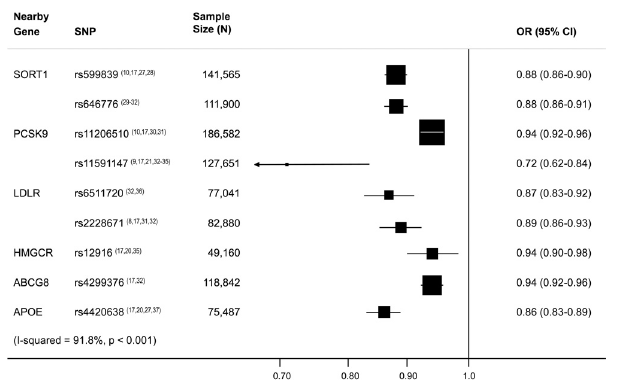 Nearby Gene SNP Sample Size (N) OR (95% CI)
SORT1 rs599839 (10,17,27,28) 141,565 0.88 (0.86-0.90)
rs646776 (29-32) 111,900 0.88 (0.86-0.91)
PCSK9 rs11206510 (10,17,30,31) 186,582 0.94 (0.92-0.96)
rs11591147 (9,17,21,32-35) 127,651 0.72 (0.62-0.84)
LDLR rs6511720 (32,36) 77,041 0.87 (0.83-0.92)
rs2228671 (8,17,31,32) 82,880 0.89 (0.86-0.93)
HMGCR rs12916 (17,20,35) 49,160 0.94 (0.90-0.98)
ABCG8 rs4299376 (17,32) 118,842 0.94 (0.92-0.96)
APOE rs4420638 (17,20,27,37) 75,487 0.86 (0.83-0.89)
(I-squared = 91.8%, p < 0.001)
0.70 0.80 0.90 1.0